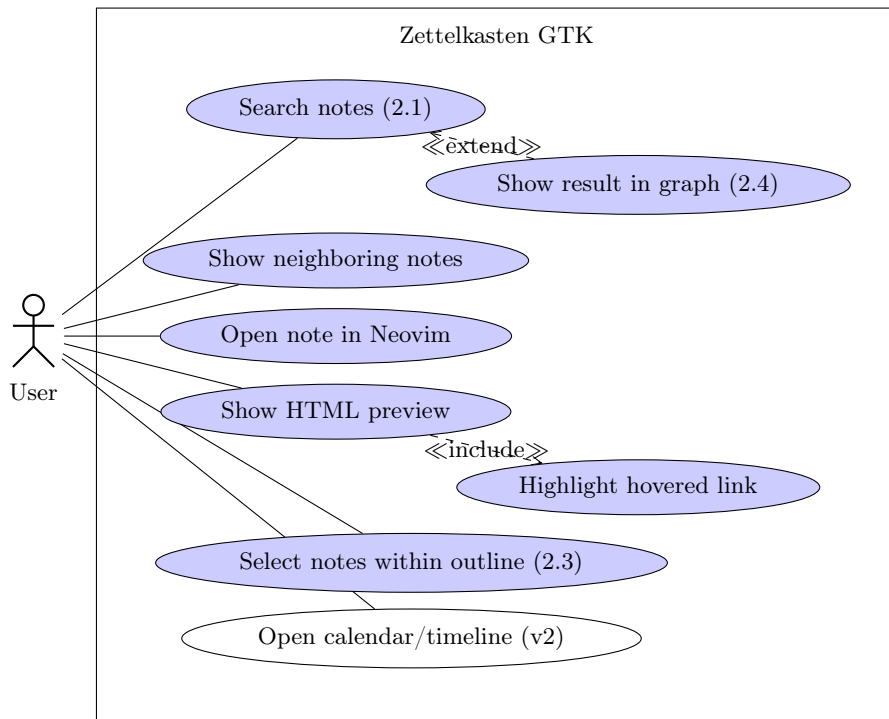 Zettelkasten GTK
Search notes (2.1)
≪extend≫
Show result in graph (2.4)
Show neighboring notes
Open note in Neovim
User
Show HTML preview
≪include≫
Highlight hovered link
Select notes within outline (2.3)
Open calendar/timeline (v2)